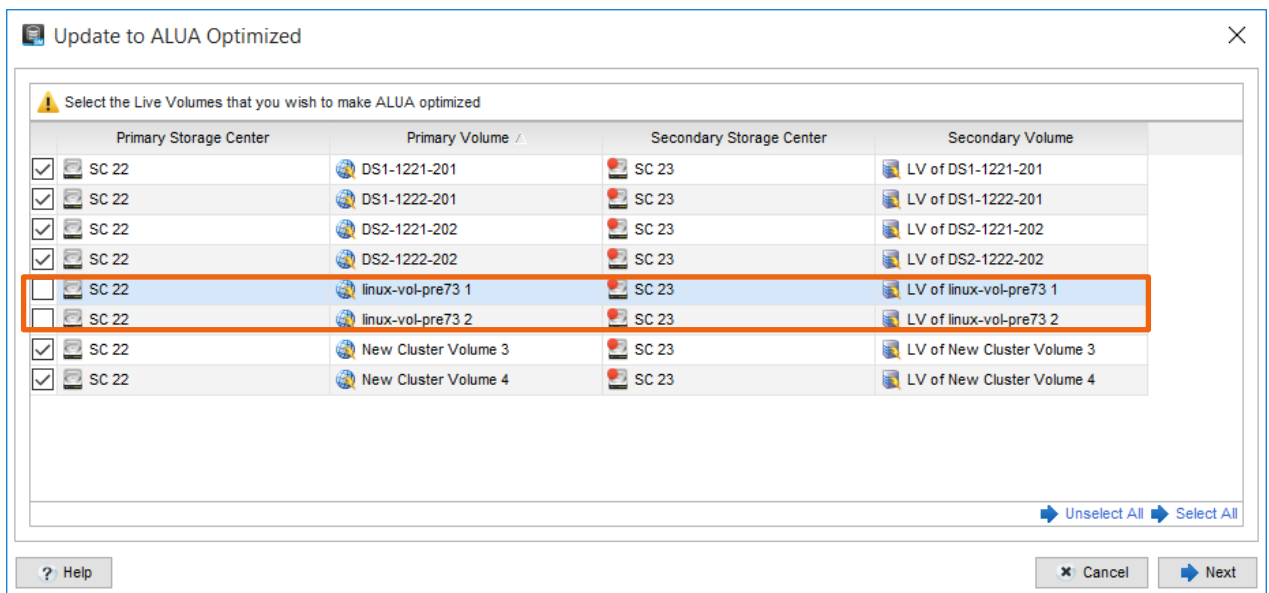 Update to ALUA Optimized
Select the Live Volumes that you wish to make ALUA optimized
Primary Storage Center Primary Volume Secondary Storage Center Secondary Volume
SC 22 DS1-1221-201 SC 23 LV of DS1-1221-201
SC 22 DS1-1222-201 SC 23 LV of DS1-1222-201
SC 22 DS2-1221-202 SC 23 LV of DS2-1221-202
SC 22 DS2-1222-202 SC 23 LV of DS2-1222-202
SC 22 linux-vol-pre73 1 SC 23 LV of linux-vol-pre73 1
SC 22 linux-vol-pre73 2 SC 23 LV of linux-vol-pre73 2
SC 22 New Cluster Volume 3 SC 23 LV of New Cluster Volume 3
SC 22 New Cluster Volume 4 SC 23 LV of New Cluster Volume 4
Unselect All Select All
? Help Cancel Next